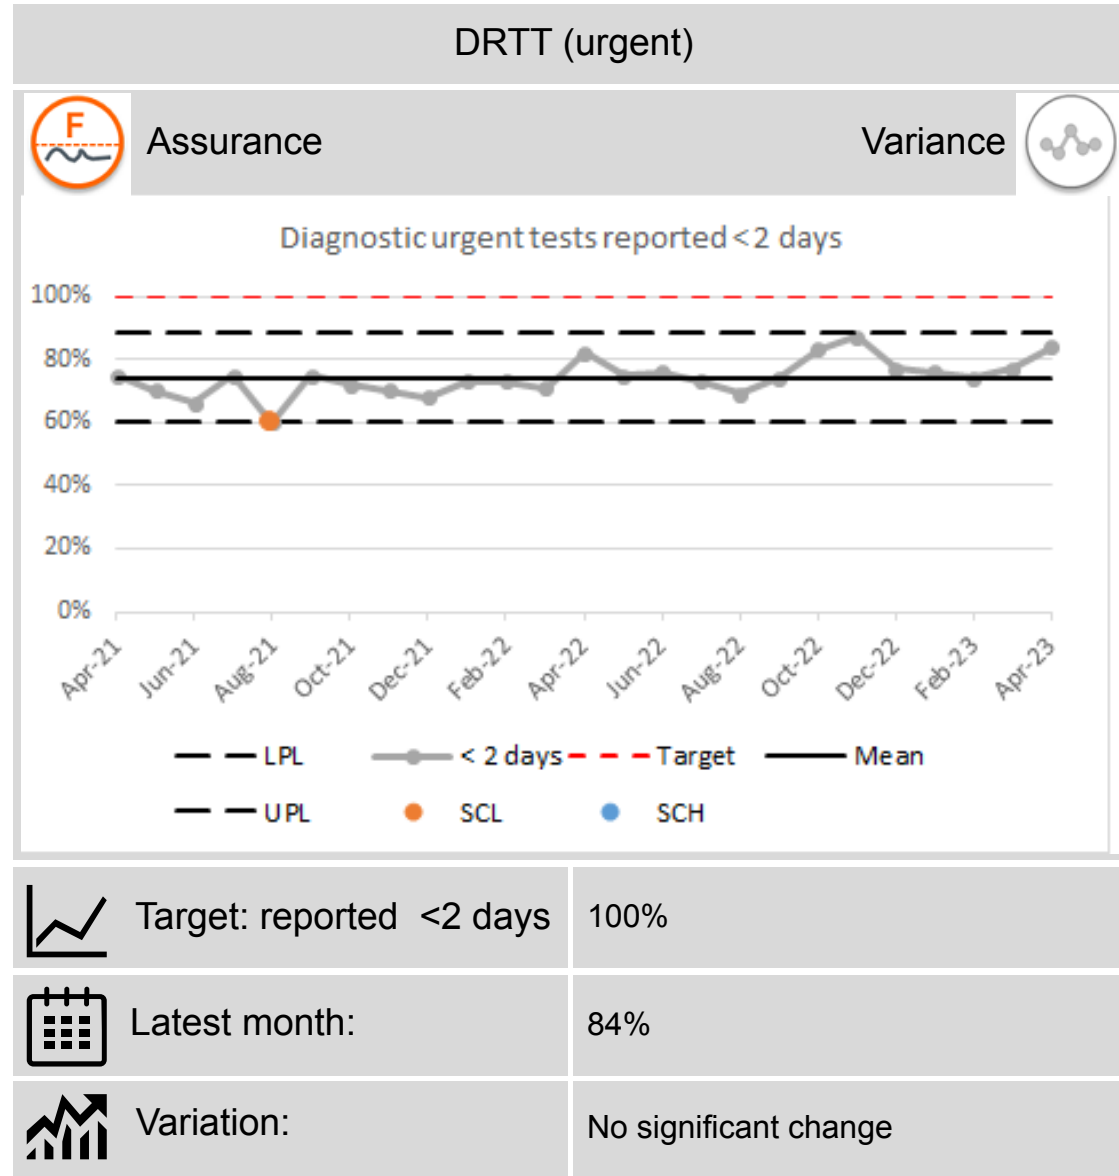 DRTT (urgent)
F
Assurance
Variance
Diagnostic urgent tests reported <2 days
100%
80%
60%
40%
20%
0%
Apr-21 Jun-21 Aug-21 Oct-21 Dec-21 Feb-22 Apr-22 Jun-22 Aug-22 Oct-22 Dec-22 Feb-23 Apr-23
LPL < 2 days Target Mean
UPL SCL SCH
Target: reported <2 days 100%
Latest month: 84%
Variation: No significant change